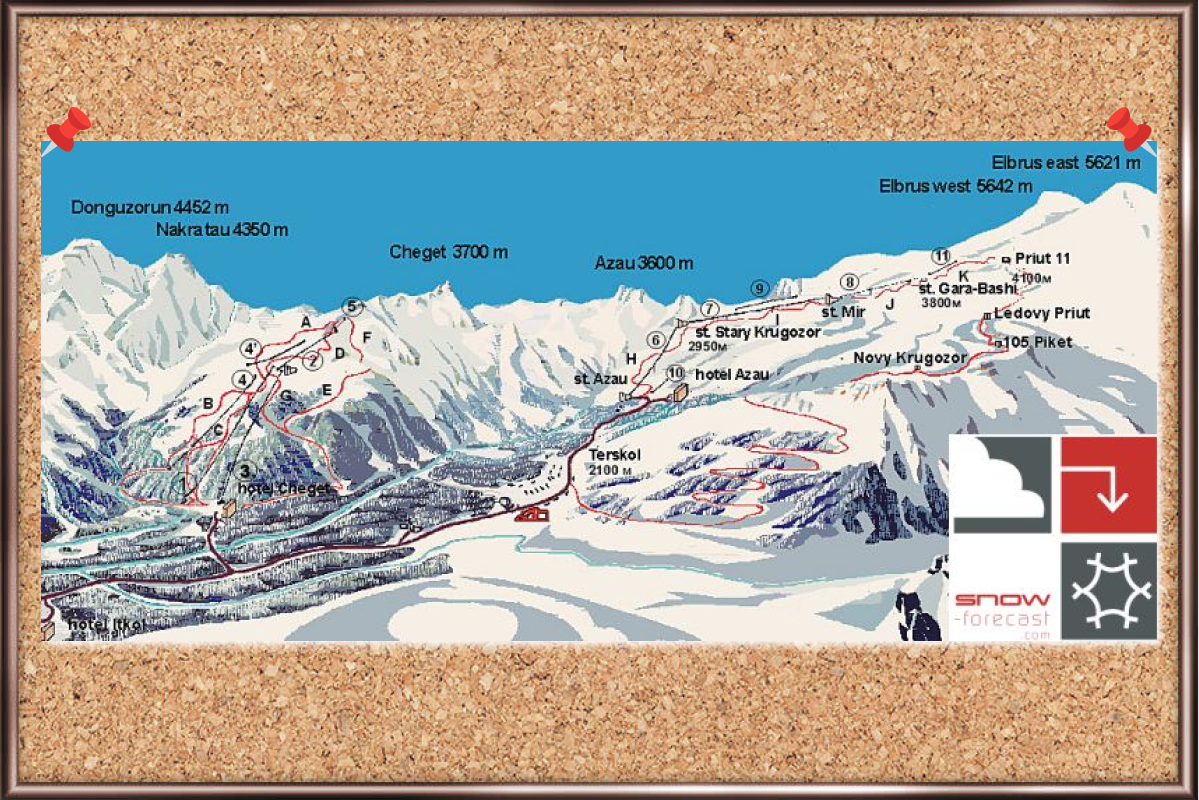 Elbrus east 5621 m
Elbrus west 5642 m
Donguzorun 4452 m
Nakratau 4350 m
Cheget 3700 m
Azau 3600 m
11
Priut 11
4100м
K
st. Gara-Bashi
3800м
9
8
J
st. Mir
I
7
st. Stary Krugozor
2950м
Ledovy Priut
105 Piket
Novy Krugozor
6
H
st. Azau
10
hotel Azau
5
A
F
4'
2
D
4
G
E
B
C
3
1
hotel Cheget
Terskol
2100 м
hotel Itkol
snow
-forecast
.com